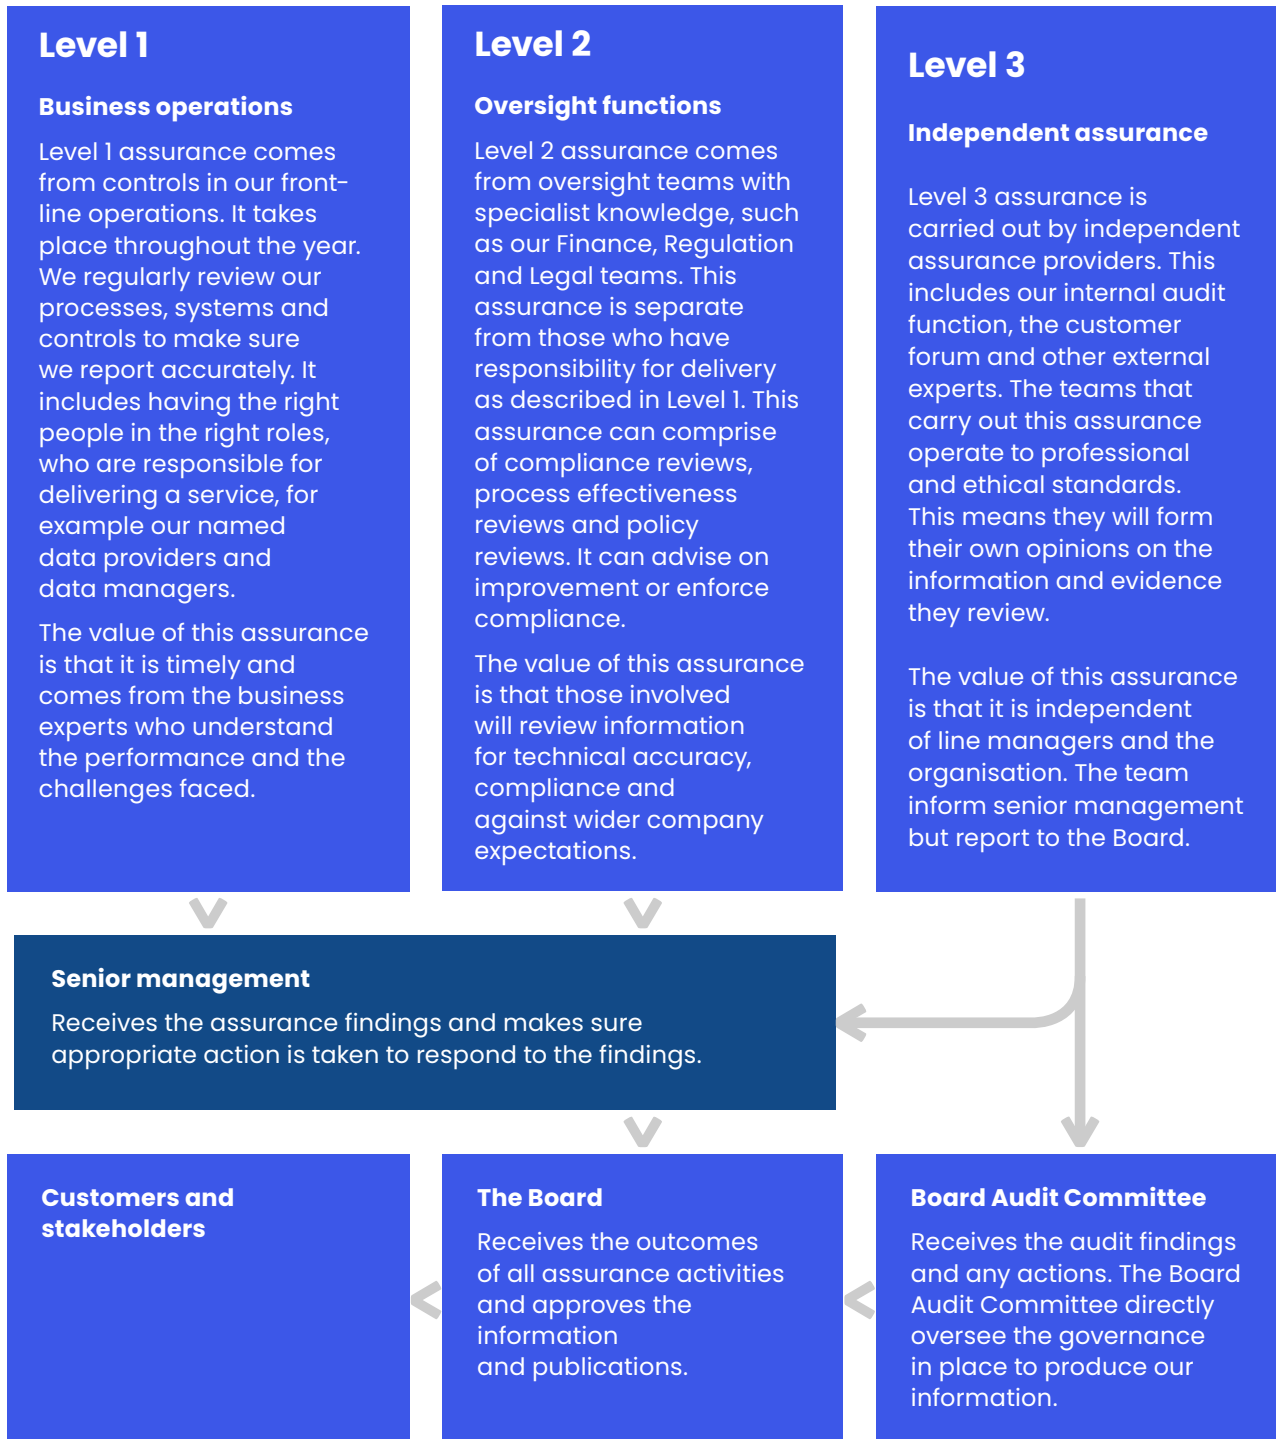 Level 1
Business operations
Level 1 assurance comes
from controls in our front-
line operations. It takes
place throughout the year.
We regularly review our
processes, systems and
controls to make sure
we report accurately. It
includes having the right
people in the right roles,
who are responsible for
delivering a service, for
example our named
data providers and
data managers.
The value of this assurance
is that it is timely and
comes from the business
experts who understand
the performance and the
challenges faced.
Level 2
Oversight functions
Level 2 assurance comes
from oversight teams with
specialist knowledge, such
as our Finance, Regulation
and Legal teams. This
assurance is separate
from those who have
responsibility for delivery
as described in Level 1. This
assurance can comprise
of compliance reviews,
process effectiveness
reviews and policy
reviews. It can advise on
improvement or enforce
compliance.
The value of this assurance
is that those involved
will review information
for technical accuracy,
compliance and
against wider company
expectations.
Level 3
Independent assurance
Level 3 assurance is
carried out by independent
assurance providers. This
includes our internal audit
function, the customer
forum and other external
experts. The teams that
carry out this assurance
operate to professional
and ethical standards.
This means they will form
their own opinions on the
information and evidence
they review.
The value of this assurance
is that it is independent
of line managers and the
organisation. The team
inform senior management
but report to the Board.
Senior management
Receives the assurance findings and makes sure
appropriate action is taken to respond to the findings.
Customers and
stakeholders
The Board
Receives the outcomes
of all assurance activities
and approves the
information
and publications.
Board Audit Committee
Receives the audit findings
and any actions. The Board
Audit Committee directly
oversee the governance
in place to produce our
information.